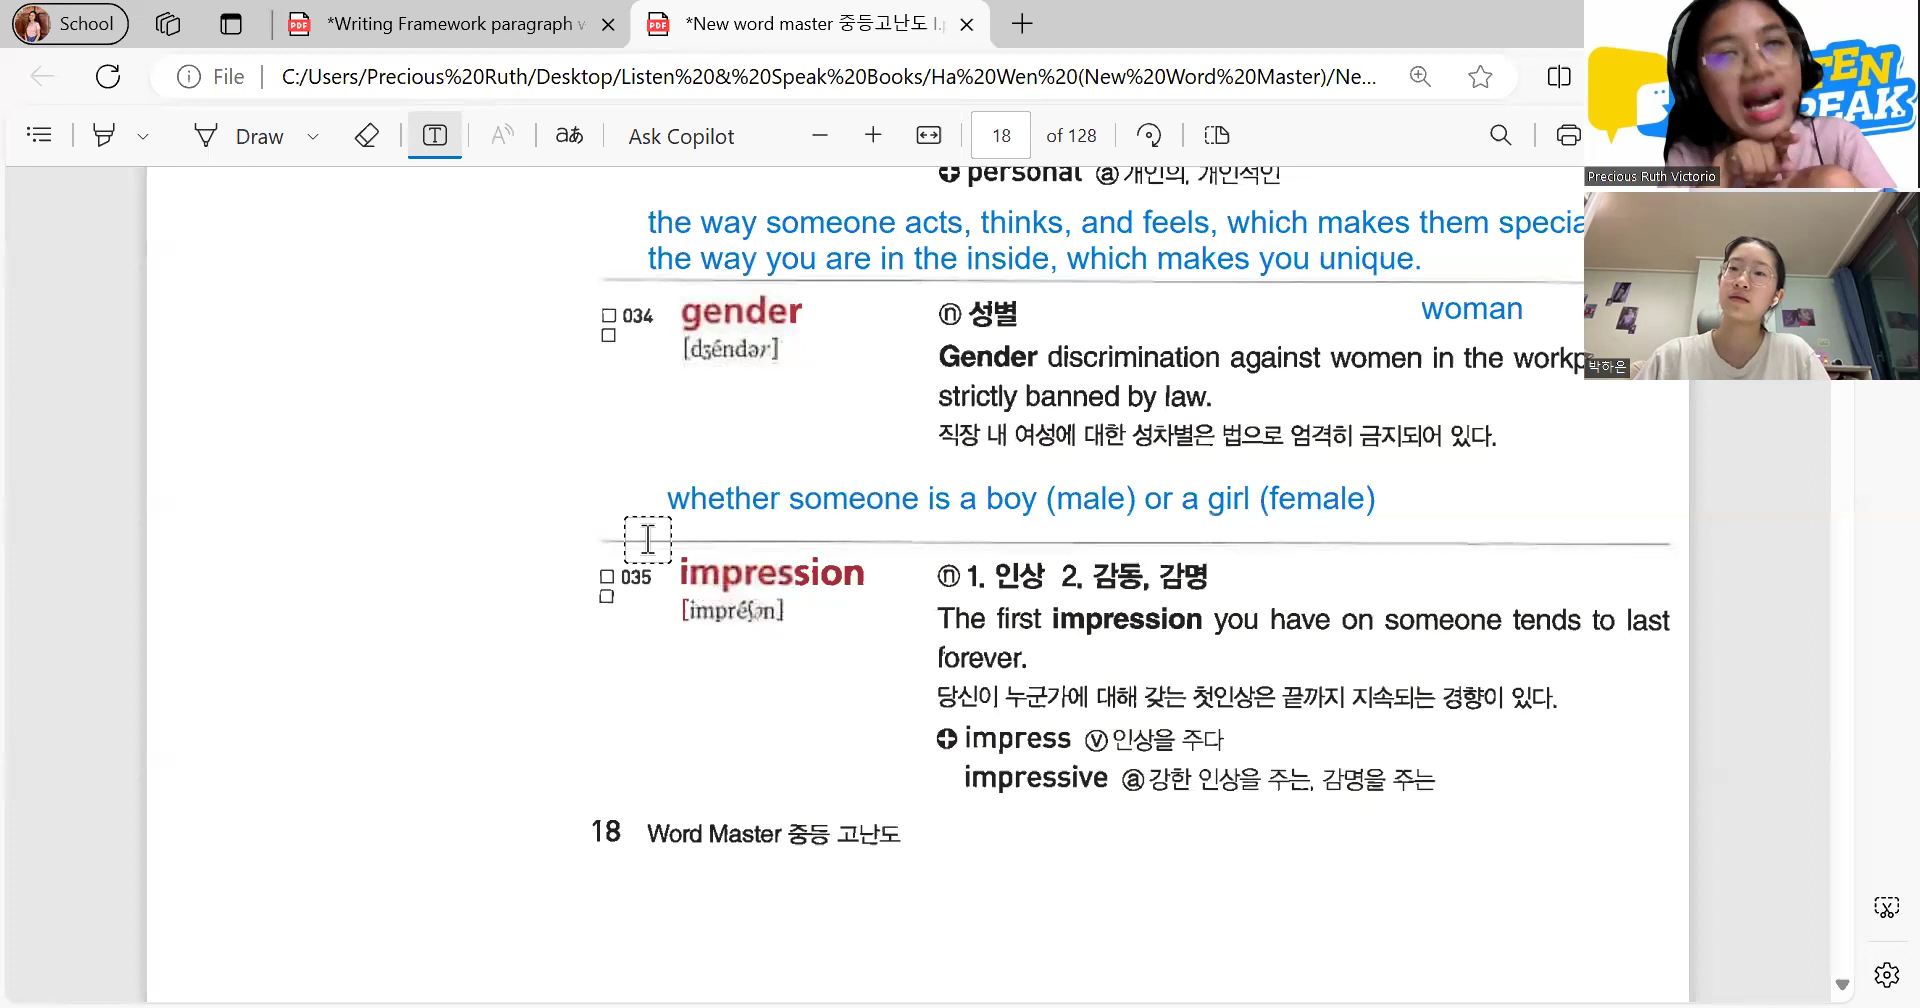 School
*Writing Framework paragraph
*New word master 중등고난도 I.
File
C:/Users/Precious%20Ruth/Desktop/Listen%20&%20Speak%20Books/Ha%20Wen%20(New%20Word%20Master)/Ne...
Draw
aあ
Ask Copilot
18 of 128
PEAK
Precious Ruth Victorio
박하은
personal ⓐ 개인의, 개인적인
the way someone acts, thinks, and feels, which makes them specia
the way you are in the inside, which makes you unique.
034 gender ⓝ 성별
woman
[dʒéndər]
Gender discrimination against women in the workp
strictly banned by law.
직장 내 여성에 대한 성차별은 법으로 엄격히 금지되어 있다.
whether someone is a boy (male) or a girl (female)
035 impression ⓝ 1. 인상 2. 감동, 감명
[impréʃən]
The first impression you have on someone tends to last
forever.
당신이 누군가에 대해 갖는 첫인상은 끝까지 지속되는 경향이 있다.
impress ⓥ 인상을 주다
impressive ⓐ 강한 인상을 주는, 감명을 주는
18 Word Master 중등 고난도